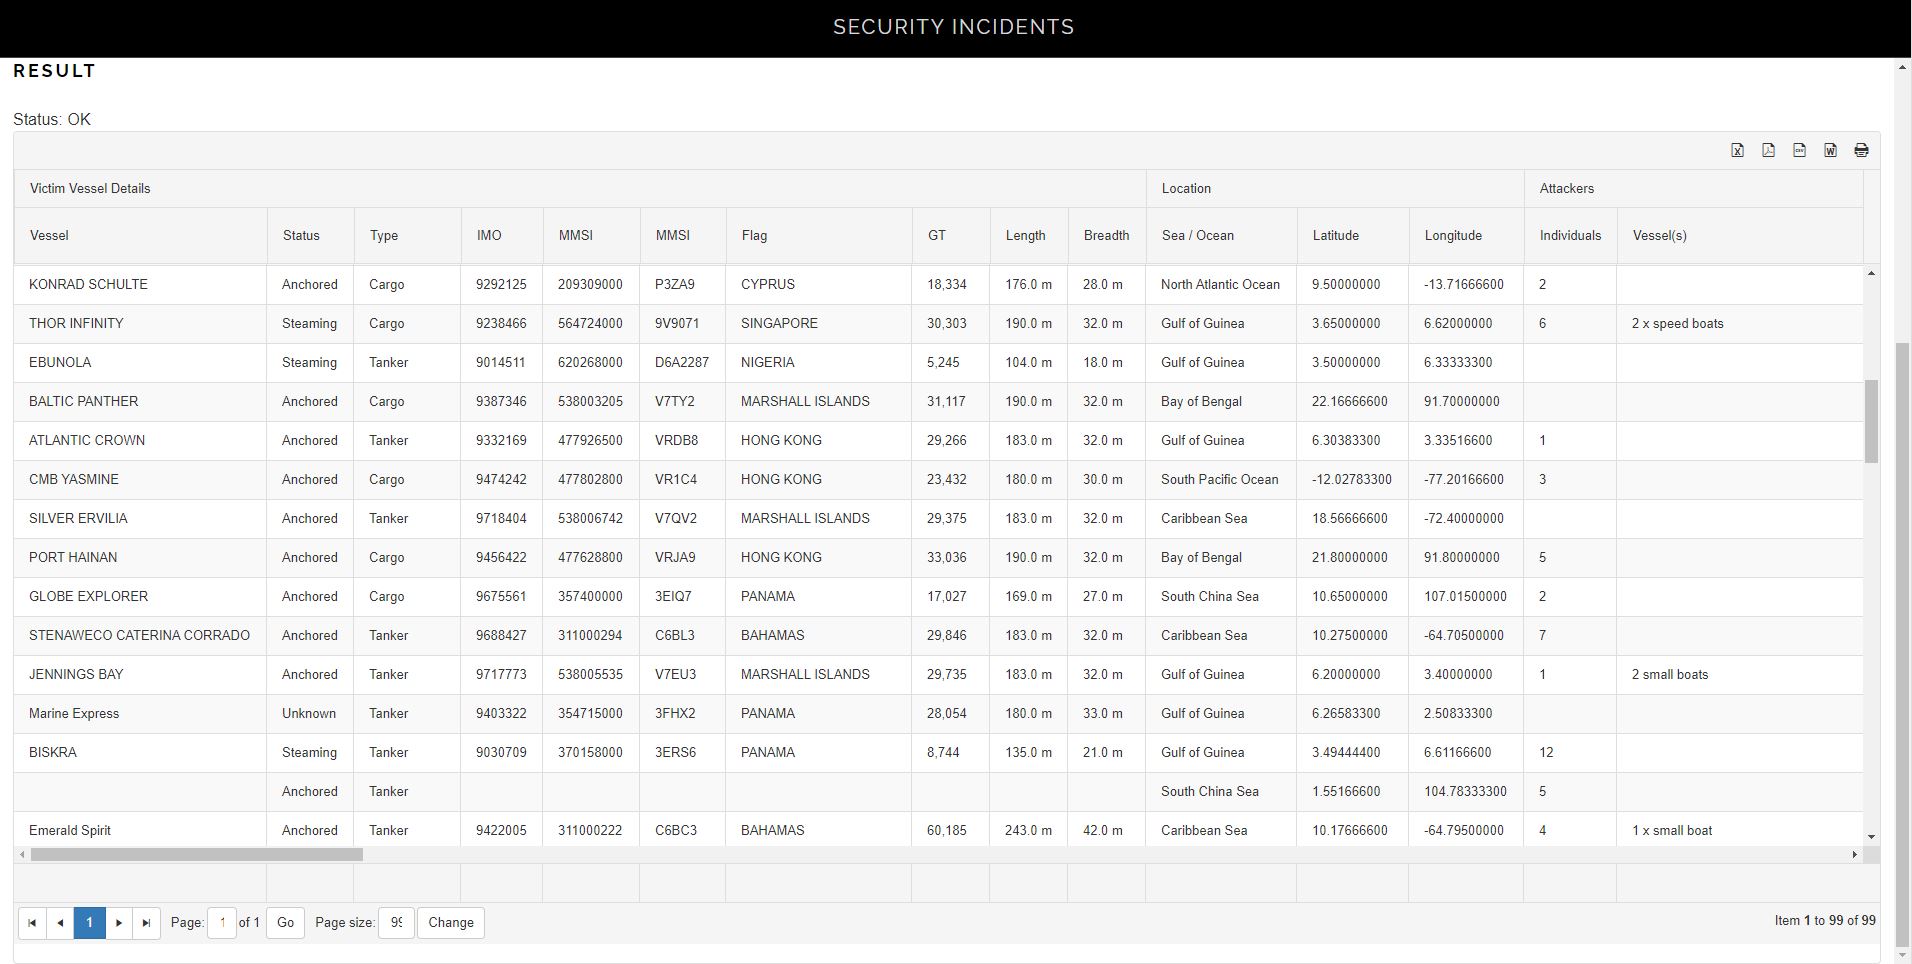 SECURITY INCIDENTS
RESULT
Status: OK
Victim Vessel Details Location Attackers
Vessel Status Type IMO MMSI MMSI Flag GT Length Breadth Sea / Ocean Latitude Longitude Individuals Vessel(s)
KONRAD SCHULTE Anchored Cargo 9292125 209309000 P3ZA9 CYPRUS 18,334 176.0 m 28.0 m North Atlantic Ocean 9.50000000 -13.71666600 2
THOR INFINITY Steaming Cargo 9238466 564724000 9V9071 SINGAPORE 30,303 190.0 m 32.0 m Gulf of Guinea 3.65000000 6.62000000 6 2 x speed boats
EBUNOLA Steaming Tanker 9014511 620268000 D6A2287 NIGERIA 5,245 104.0 m 18.0 m Gulf of Guinea 3.50000000 6.33333300
BALTIC PANTHER Anchored Cargo 9387346 538003205 V7TY2 MARSHALL ISLANDS 31,117 190.0 m 32.0 m Bay of Bengal 22.16666600 91.70000000
ATLANTIC CROWN Anchored Tanker 9332169 477926500 VRDB8 HONG KONG 29,266 183.0 m 32.0 m Gulf of Guinea 6.30383300 3.33516600 1
CMB YASMINE Anchored Cargo 9474242 477802800 VR1C4 HONG KONG 23,432 180.0 m 30.0 m South Pacific Ocean -12.02783300 -77.20166600 3
SILVER ERVILIA Anchored Tanker 9718404 538006742 V7QV2 MARSHALL ISLANDS 29,375 183.0 m 32.0 m Caribbean Sea 18.56666600 -72.40000000
PORT HAINAN Anchored Cargo 9456422 477628800 VRJA9 HONG KONG 33,036 190.0 m 32.0 m Bay of Bengal 21.80000000 91.80000000 5
GLOBE EXPLORER Anchored Cargo 9675561 357400000 3EIQ7 PANAMA 17,027 169.0 m 27.0 m South China Sea 10.65000000 107.01500000 2
STENAWECO CATERINA CORRADO Anchored Tanker 9688427 311000294 C6BL3 BAHAMAS 29,846 183.0 m 32.0 m Caribbean Sea 10.27500000 -64.70500000 7
JENNINGS BAY Anchored Tanker 9717773 538005535 V7EU3 MARSHALL ISLANDS 29,735 183.0 m 32.0 m Gulf of Guinea 6.20000000 3.40000000 1 2 small boats
Marine Express Unknown Tanker 9403322 354715000 3FHX2 PANAMA 28,054 180.0 m 33.0 m Gulf of Guinea 6.26583300 2.50833300
BISKRA Steaming Tanker 9030709 370158000 3ERS6 PANAMA 8,744 135.0 m 21.0 m Gulf of Guinea 3.49444400 6.61166600 12
Anchored Tanker South China Sea 1.55166600 104.78333300 5
Emerald Spirit Anchored Tanker 9422005 311000222 C6BC3 BAHAMAS 60,185 243.0 m 42.0 m Caribbean Sea 10.17666600 -64.79500000 4 1 x small boat
1 Page: 1 of 1 Go Page size: 99 Change Item 1 to 99 of 99